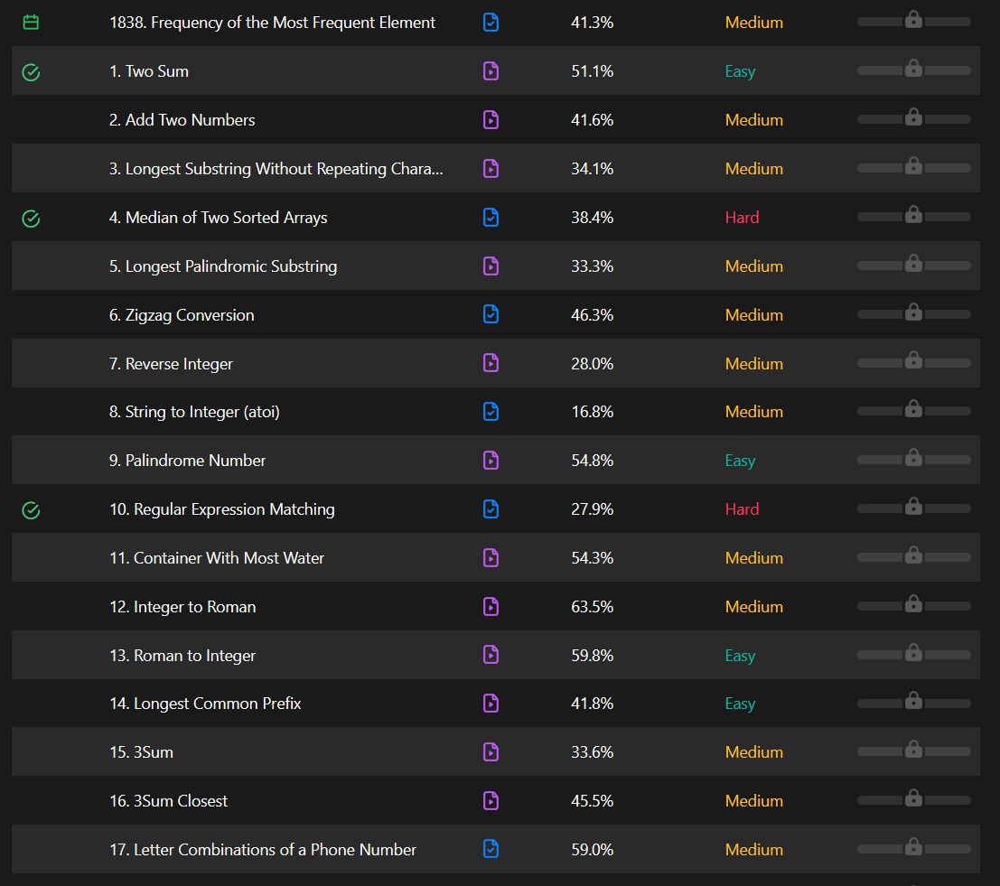 1838. Frequency of the Most Frequent Element 41.3% Medium
1. Two Sum 51.1% Easy
2. Add Two Numbers 41.6% Medium
3. Longest Substring Without Repeating Chara... 34.1% Medium
4. Median of Two Sorted Arrays 38.4% Hard
5. Longest Palindromic Substring 33.3% Medium
6. Zigzag Conversion 46.3% Medium
7. Reverse Integer 28.0% Medium
8. String to Integer (atoi) 16.8% Medium
9. Palindrome Number 54.8% Easy
10. Regular Expression Matching 27.9% Hard
11. Container With Most Water 54.3% Medium
12. Integer to Roman 63.5% Medium
13. Roman to Integer 59.8% Easy
14. Longest Common Prefix 41.8% Easy
15. 3Sum 33.6% Medium
16. 3Sum Closest 45.5% Medium
17. Letter Combinations of a Phone Number 59.0% Medium